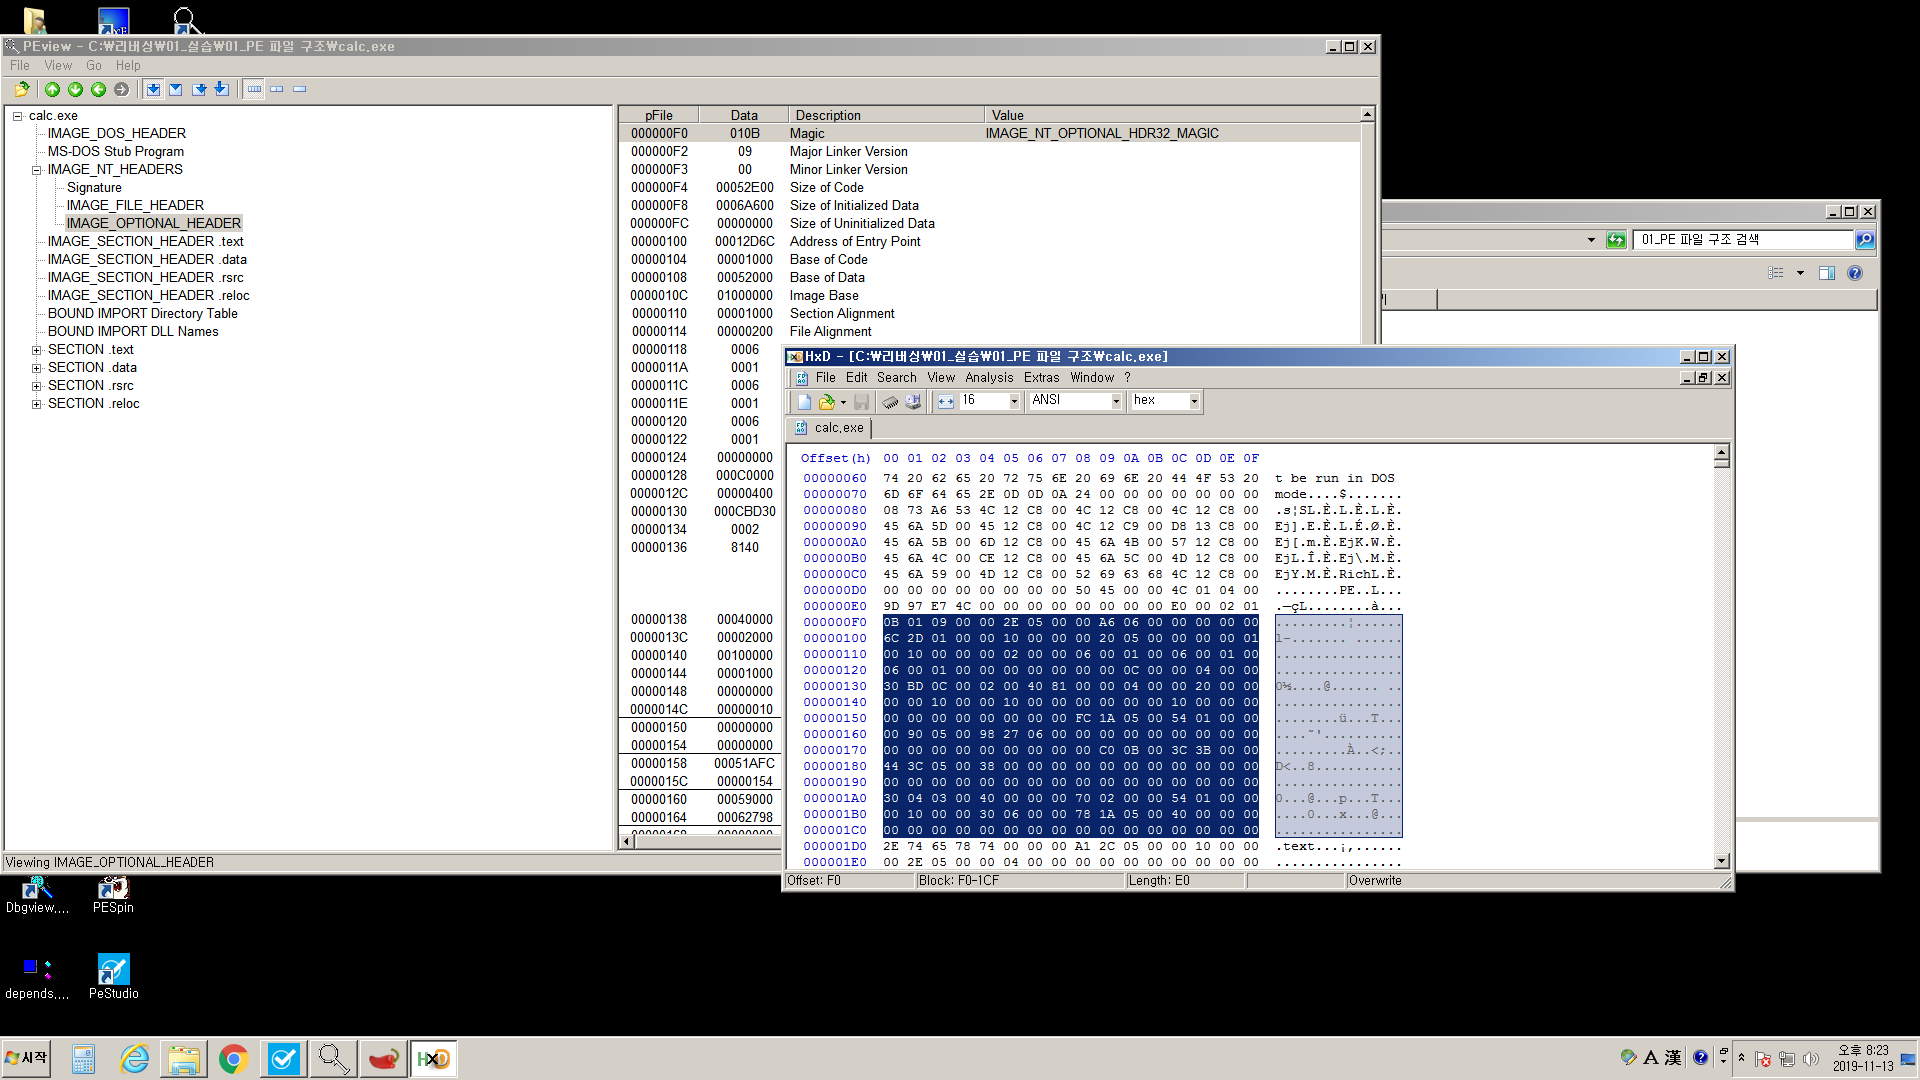 PEview - C:₩리버싱₩01_실습₩01_PE 파일 구조₩calc.exe
File View Go Help
calc.exe
IMAGE_DOS_HEADER
MS-DOS Stub Program
IMAGE_NT_HEADERS
Signature
IMAGE_FILE_HEADER
IMAGE_OPTIONAL_HEADER
IMAGE_SECTION_HEADER .text
IMAGE_SECTION_HEADER .data
IMAGE_SECTION_HEADER .rsrc
IMAGE_SECTION_HEADER .reloc
BOUND IMPORT Directory Table
BOUND IMPORT DLL Names
SECTION .text
SECTION .data
SECTION .rsrc
SECTION .reloc
pFile Data Description Value
000000F0 010B Magic IMAGE_NT_OPTIONAL_HDR32_MAGIC
000000F2 09 Major Linker Version
000000F3 00 Minor Linker Version
000000F4 00052E00 Size of Code
000000F8 0006A600 Size of Initialized Data
000000FC 00000000 Size of Uninitialized Data
00000100 00012D6C Address of Entry Point
00000104 00001000 Base of Code
00000108 00052000 Base of Data
0000010C 01000000 Image Base
00000110 00001000 Section Alignment
00000114 00000200 File Alignment
00000118 0006
0000011A 0001
0000011C 0006
0000011E 0001
00000120 0006
00000122 0001
00000124 00000000
00000128 000C0000
0000012C 00000400
00000130 000CBD30
00000134 0002
00000136 8140
00000138 00040000
0000013C 00002000
00000140 00100000
00000144 00001000
00000148 00000000
0000014C 00000010
00000150 00000000
00000154 00000000
00000158 00051AFC
0000015C 00000154
00000160 00059000
00000164 00062798
Viewing IMAGE_OPTIONAL_HEADER
01_PE 파일 구조 검색
HxD - [C:₩리버싱₩01_실습₩01_PE 파일 구조₩calc.exe]
File Edit Search View Analysis Extras Window ?
16 ANSI hex
calc.exe
Offset(h) 00 01 02 03 04 05 06 07 08 09 0A 0B 0C 0D 0E 0F
00000060 74 20 62 65 20 72 75 6E 20 69 6E 20 44 4F 53 20 t be run in DOS
00000070 6D 6F 64 65 2E 0D 0D 0A 24 00 00 00 00 00 00 00 mode....$.......
00000080 08 73 A6 53 4C 12 C8 00 4C 12 C8 00 4C 12 C8 00 .s¦SL.È.L.È.L.È.
00000090 45 6A 5D 00 45 12 C8 00 4C 12 C9 00 D8 13 C8 00 Ej].E.È.L.É.Ø.È.
000000A0 45 6A 5B 00 6D 12 C8 00 45 6A 4B 00 57 12 C8 00 Ej[.m.È.EjK.W.È.
000000B0 45 6A 4C 00 CE 12 C8 00 45 6A 5C 00 4D 12 C8 00 EjL.Î.È.Ej\.M.È.
000000C0 45 6A 59 00 4D 12 C8 00 52 69 63 68 4C 12 C8 00 EjY.M.È.RichL.È.
000000D0 00 00 00 00 00 00 00 00 50 45 00 00 4C 01 04 00 ........PE..L...
000000E0 9D 97 E7 4C 00 00 00 00 00 00 00 00 E0 00 02 01 .—çL........à...
000000F0 0B 01 09 00 00 2E 05 00 00 A6 06 00 00 00 00 00 .........¦......
00000100 6C 2D 01 00 00 10 00 00 00 20 05 00 00 00 00 01 l-....... ......
00000110 00 10 00 00 00 02 00 00 06 00 01 00 06 00 01 00 ................
00000120 06 00 01 00 00 00 00 00 00 00 0C 00 00 04 00 00 ................
00000130 30 BD 0C 00 02 00 40 81 00 00 04 00 00 20 00 00 0½....@...... ..
00000140 00 00 10 00 00 10 00 00 00 00 00 00 10 00 00 00 ................
00000150 00 00 00 00 00 00 00 00 FC 1A 05 00 54 01 00 00 ........ü...T...
00000160 00 90 05 00 98 27 06 00 00 00 00 00 00 00 00 00 ....˜'..........
00000170 00 00 00 00 00 00 00 00 00 C0 0B 00 3C 3B 00 00 .........À..<;..
00000180 44 3C 05 00 38 00 00 00 00 00 00 00 00 00 00 00 D<..8...........
00000190 00 00 00 00 00 00 00 00 00 00 00 00 00 00 00 00 ................
000001A0 30 04 03 00 40 00 00 00 70 02 00 00 54 01 00 00 0...@...p...T...
000001B0 00 10 00 00 30 06 00 00 78 1A 05 00 40 00 00 00 ....0...x...@...
000001C0 00 00 00 00 00 00 00 00 00 00 00 00 00 00 00 00 ................
000001D0 2E 74 65 78 74 00 00 00 A1 2C 05 00 00 10 00 00 .text...¡,......
000001E0 00 2E 05 00 00 04 00 00 00 00 00 00 00 00 00 00 ................
Offset: F0 Block: F0-1CF Length: E0 Overwrite
Dbgview,... PESpin
depends,... PeStudio
시작
HXD
A 漢
오후 8:23
2019-11-13